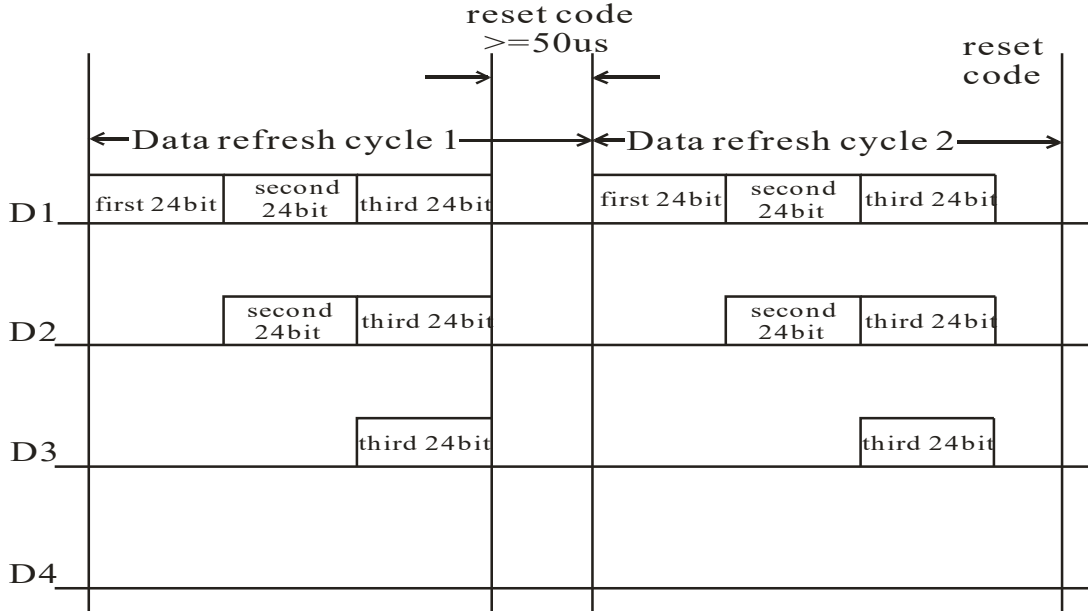 reset code
>=50us
reset
code
Data refresh cycle 1
Data refresh cycle 2
D1
first 24bit
second
24bit
third 24bit
first 24bit
second
24bit
third 24bit
D2
second
24bit
third 24bit
second
24bit
third 24bit
D3
third 24bit
third 24bit
D4